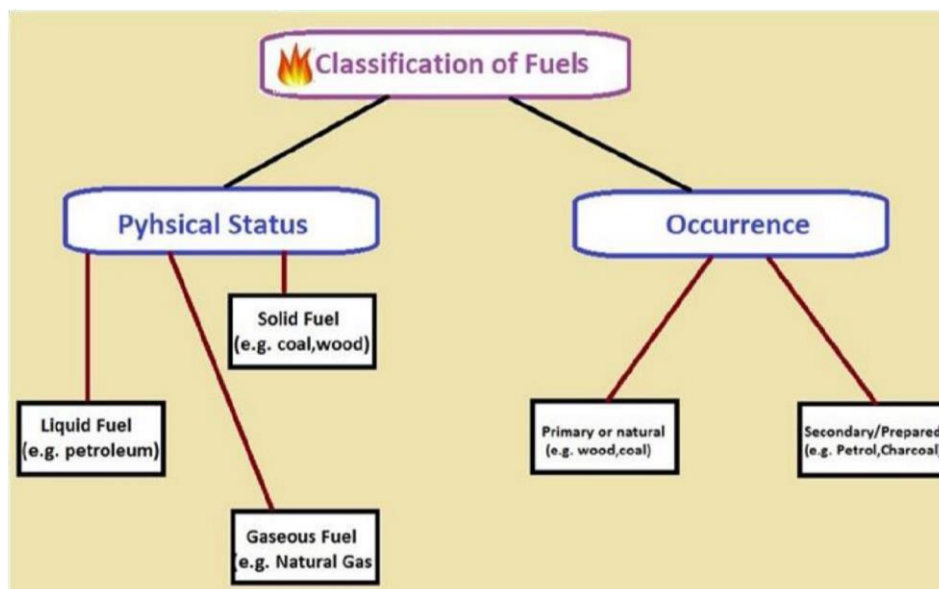 Classification of Fuels
Pyhsical Status
Occurrence
Solid Fuel
(e.g. coal,wood)
Liquid Fuel
(e.g. petroleum)
Primary or natural
(e.g. wood,coal)
Secondary/Prepared
(e.g. Petrol,Charcoal)
Gaseous Fuel
(e.g. Natural Gas